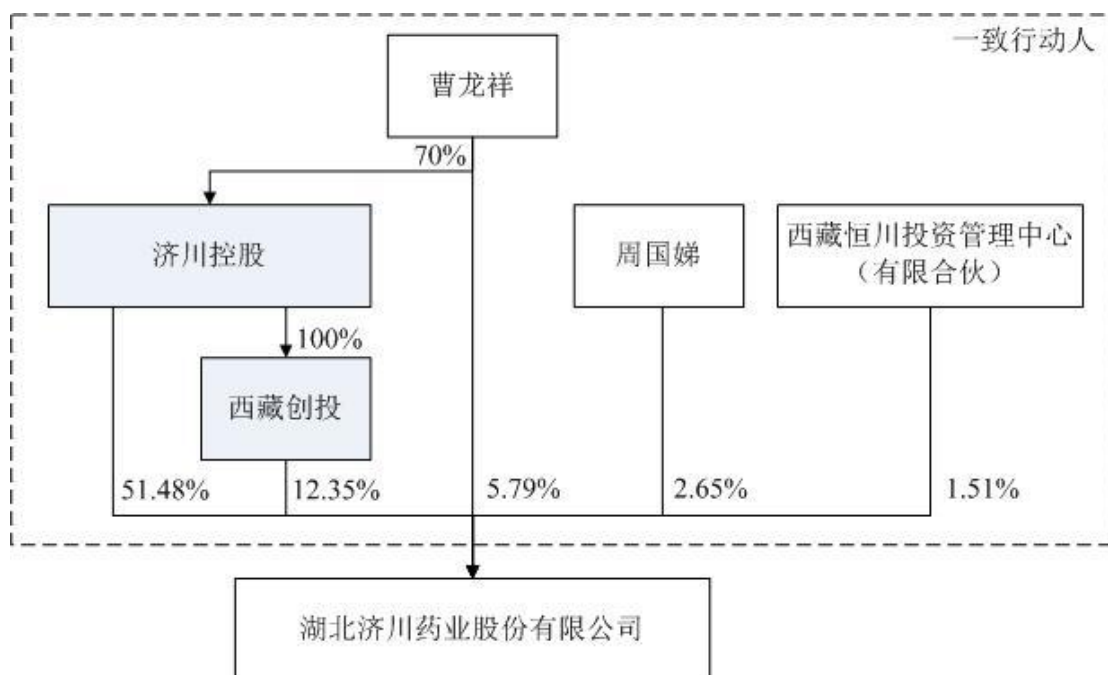 一致行动人
曹龙祥
70%
济川控股
周国娣
西藏恒川投资管理中心
（有限合伙）
100%
西藏创投
51.48%
12.35%
5.79%
2.65%
1.51%
湖北济川药业股份有限公司